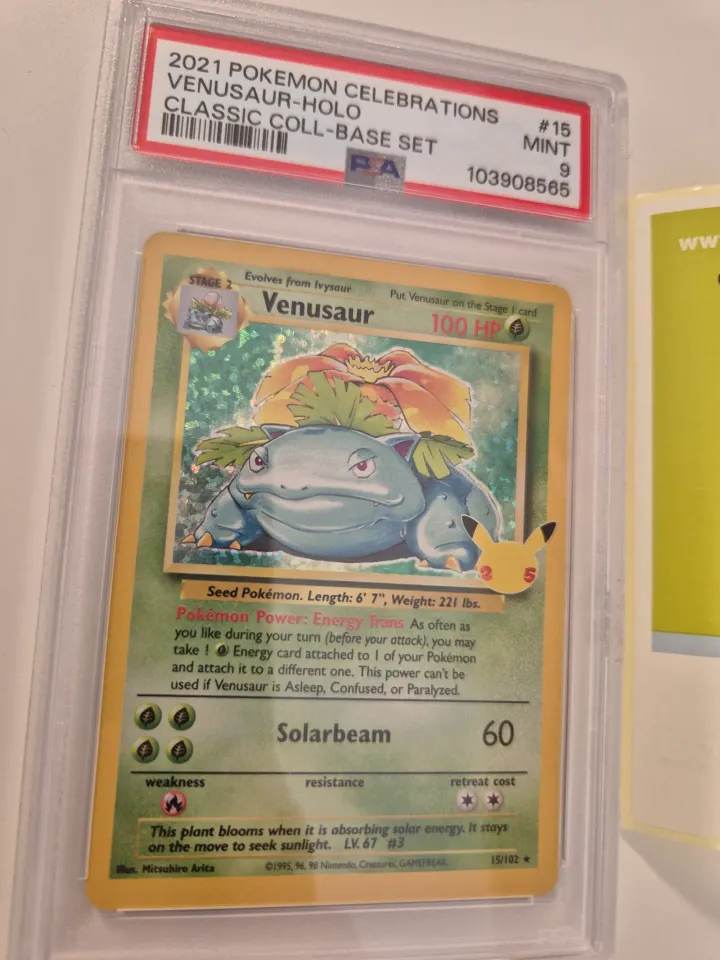 2021 POKEMON CELEBRATIONS #15
VENUSAUR-HOLO MINT
CLASSIC COLL-BASE SET 9
PSA 103908565
STAGE 2 Evolves from Ivysaur Put Venusaur on the Stage 1 card
Venusaur 100 HP
25
Seed Pokémon. Length: 6' 7", Weight: 221 lbs.
Pokémon Power: Energy Trans As often as
you like during your turn (before your attack), you may
take 1 Energy card attached to 1 of your Pokémon
and attach it to a different one. This power can't be
used if Venusaur is Asleep, Confused, or Paralyzed.
Solarbeam 60
weakness resistance retreat cost
This plant blooms when it is absorbing solar energy. It stays
on the move to seek sunlight. LV. 67 #3
Illus. Mitsuhiro Arita ©1995, 96, 98 Nintendo, Creatures, GAMEFREAK. 15/102 ★